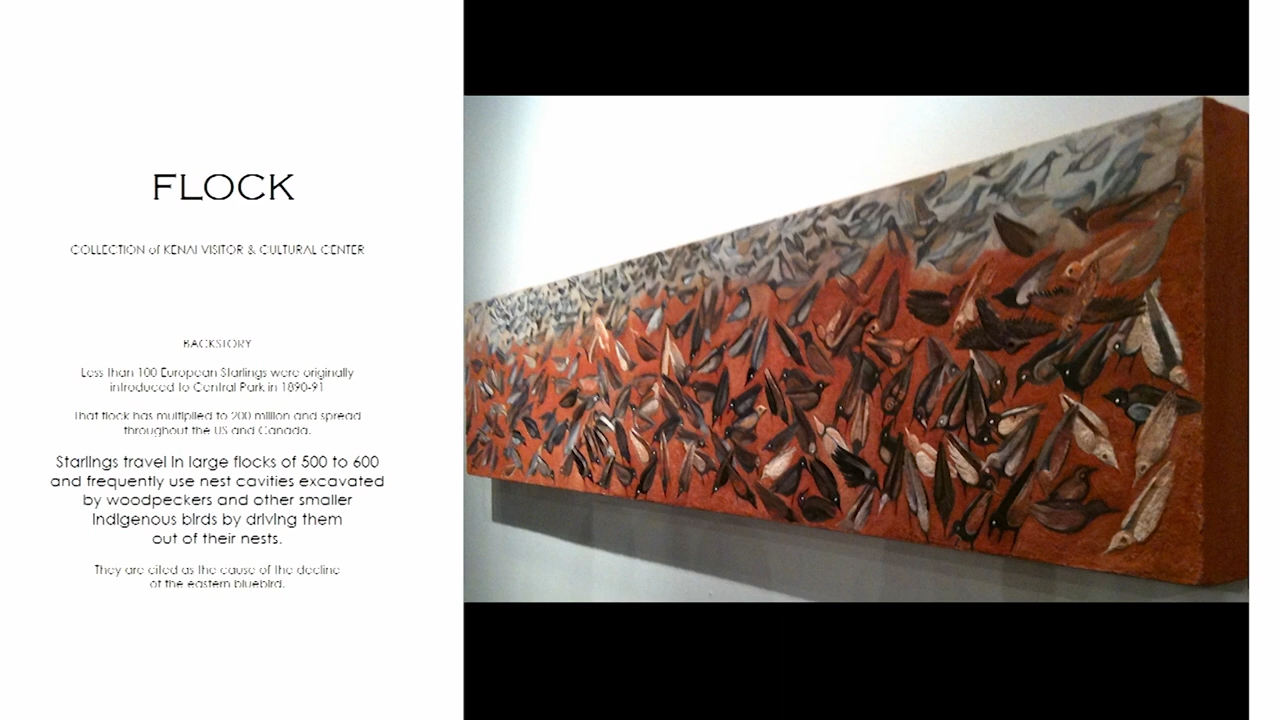 FLOCK
COLLECTION of KENAI VISITOR & CULTURAL CENTER
BACKSTORY
Less than 100 European Starlings were originally
introduced to Central Park in 1890-91
That flock has multiplied to 200 million and spread
throughout the US and Canada.
Starlings travel in large flocks of 500 to 600
and frequently use nest cavities excavated
by woodpeckers and other smaller
indigenous birds by driving them
out of their nests.
They are cited as the cause of the decline
of the eastern bluebird.